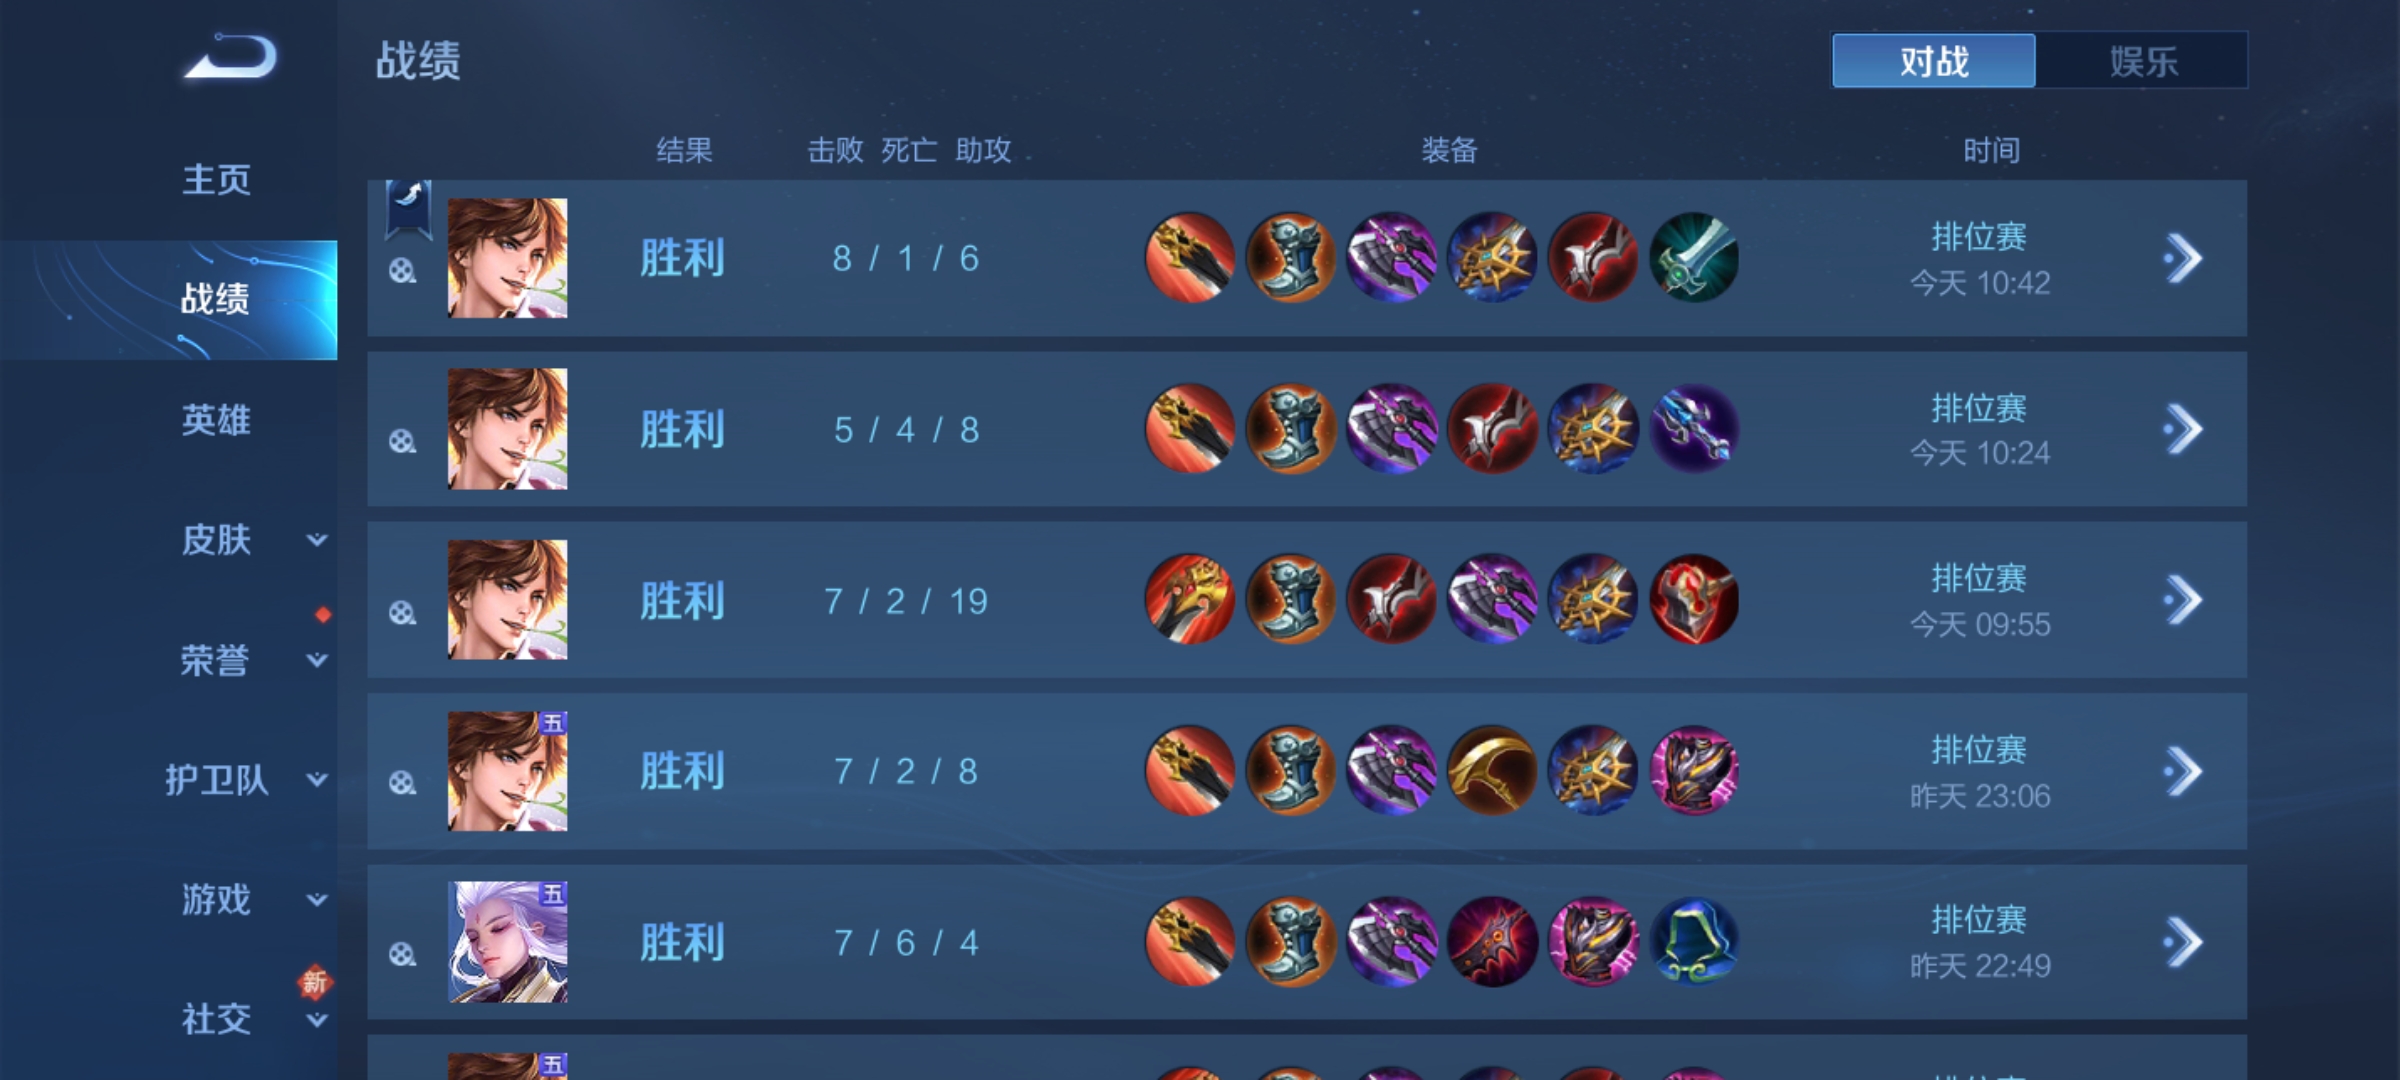 战绩
对战 娱乐
主页
战绩
英雄
皮肤
荣誉
护卫队
游戏
新
社交
结果 击败 死亡 助攻 装备 时间
胜利 8 / 1 / 6 排位赛
今天 10:42
胜利 5 / 4 / 8 排位赛
今天 10:24
胜利 7 / 2 / 19 排位赛
今天 09:55
五
胜利 7 / 2 / 8 排位赛
昨天 23:06
五
胜利 7 / 6 / 4 排位赛
昨天 22:49
五